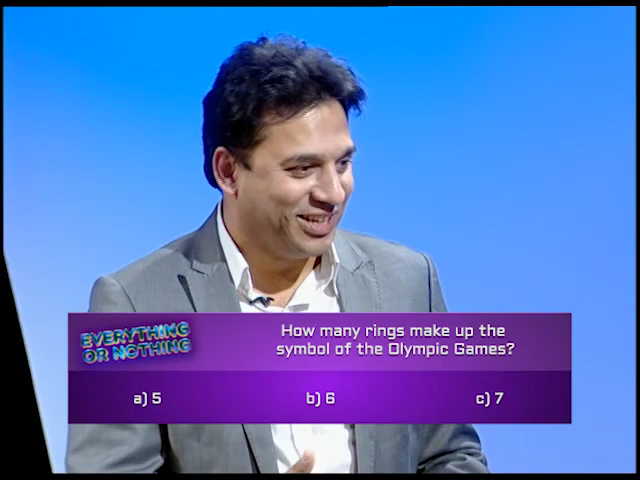 EVERYTHING
OR NOTHING
How many rings make up the
symbol of the Olympic Games?
a) 5
b) 6
c) 7